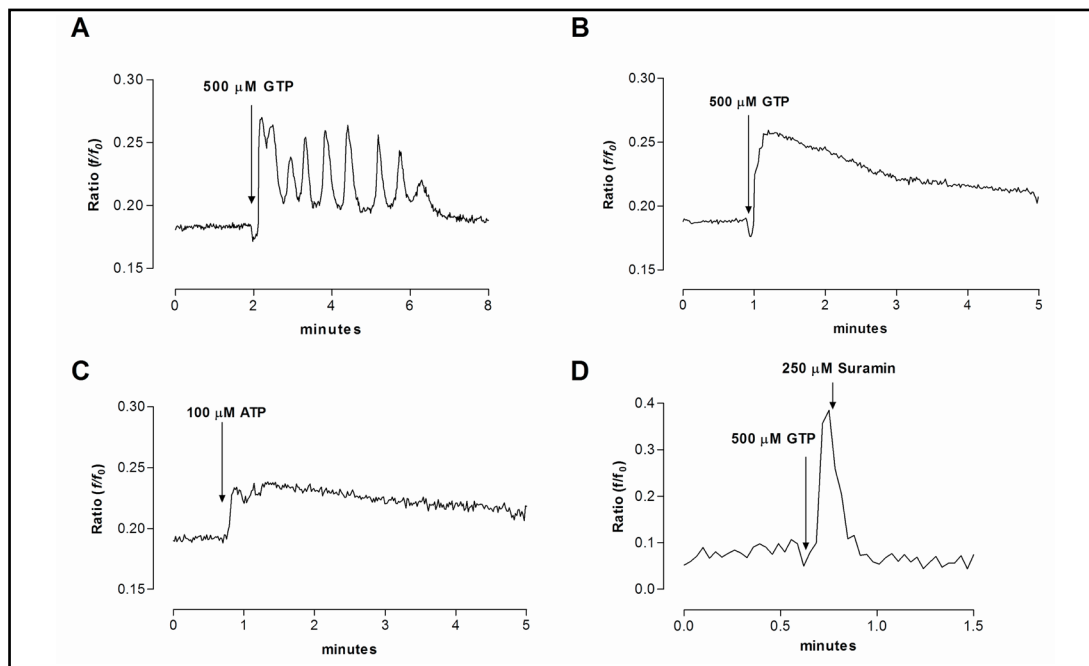 A
500 μM GTP
0.30
0.25
0.20
0.15
Ratio (f/f0)
0 2 4 6 8
minutes
B
500 μM GTP
0.30
0.25
0.20
0.15
Ratio (f/f0)
0 1 2 3 4 5
minutes
C
100 μM ATP
0.30
0.25
0.20
0.15
Ratio (f/f0)
0 1 2 3 4 5
minutes
D
250 μM Suramin
500 μM GTP
0.4
0.3
0.2
0.1
0.0
Ratio (f/f0)
0.0 0.5 1.0 1.5
minutes